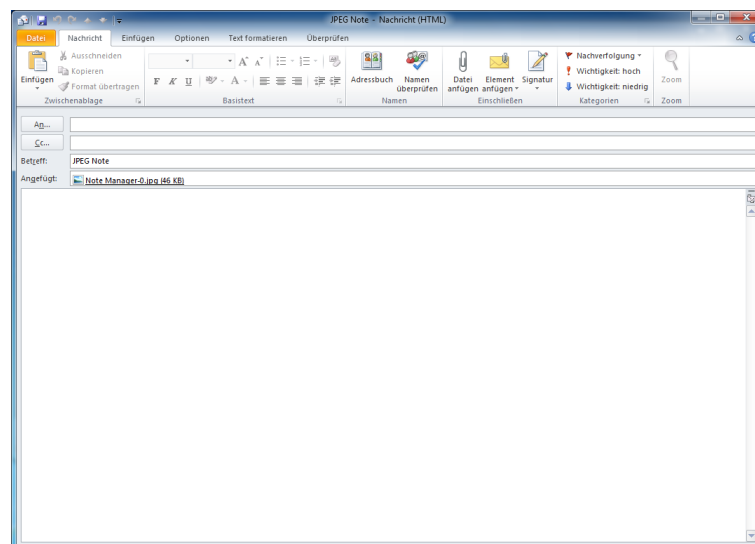 JPEG Note - Nachricht (HTML)
Datei Nachricht Einfügen Optionen Text formatieren Überprüfen
Einfügen
Ausschneiden
Kopieren
Format übertragen
Zwischenablage
F K U
A A A
Basistext
Adressbuch
Namen
überprüfen
Namen
Datei
anfügen
Element
anfügen
Signatur
Einschließen
Nachverfolgung
Wichtigkeit: hoch
Wichtigkeit: niedrig
Kategorien
Zoom
Zoom
An...
Cc...
Betreff: JPEG Note
Angefügt: Note Manager-0.jpg (46 KB)